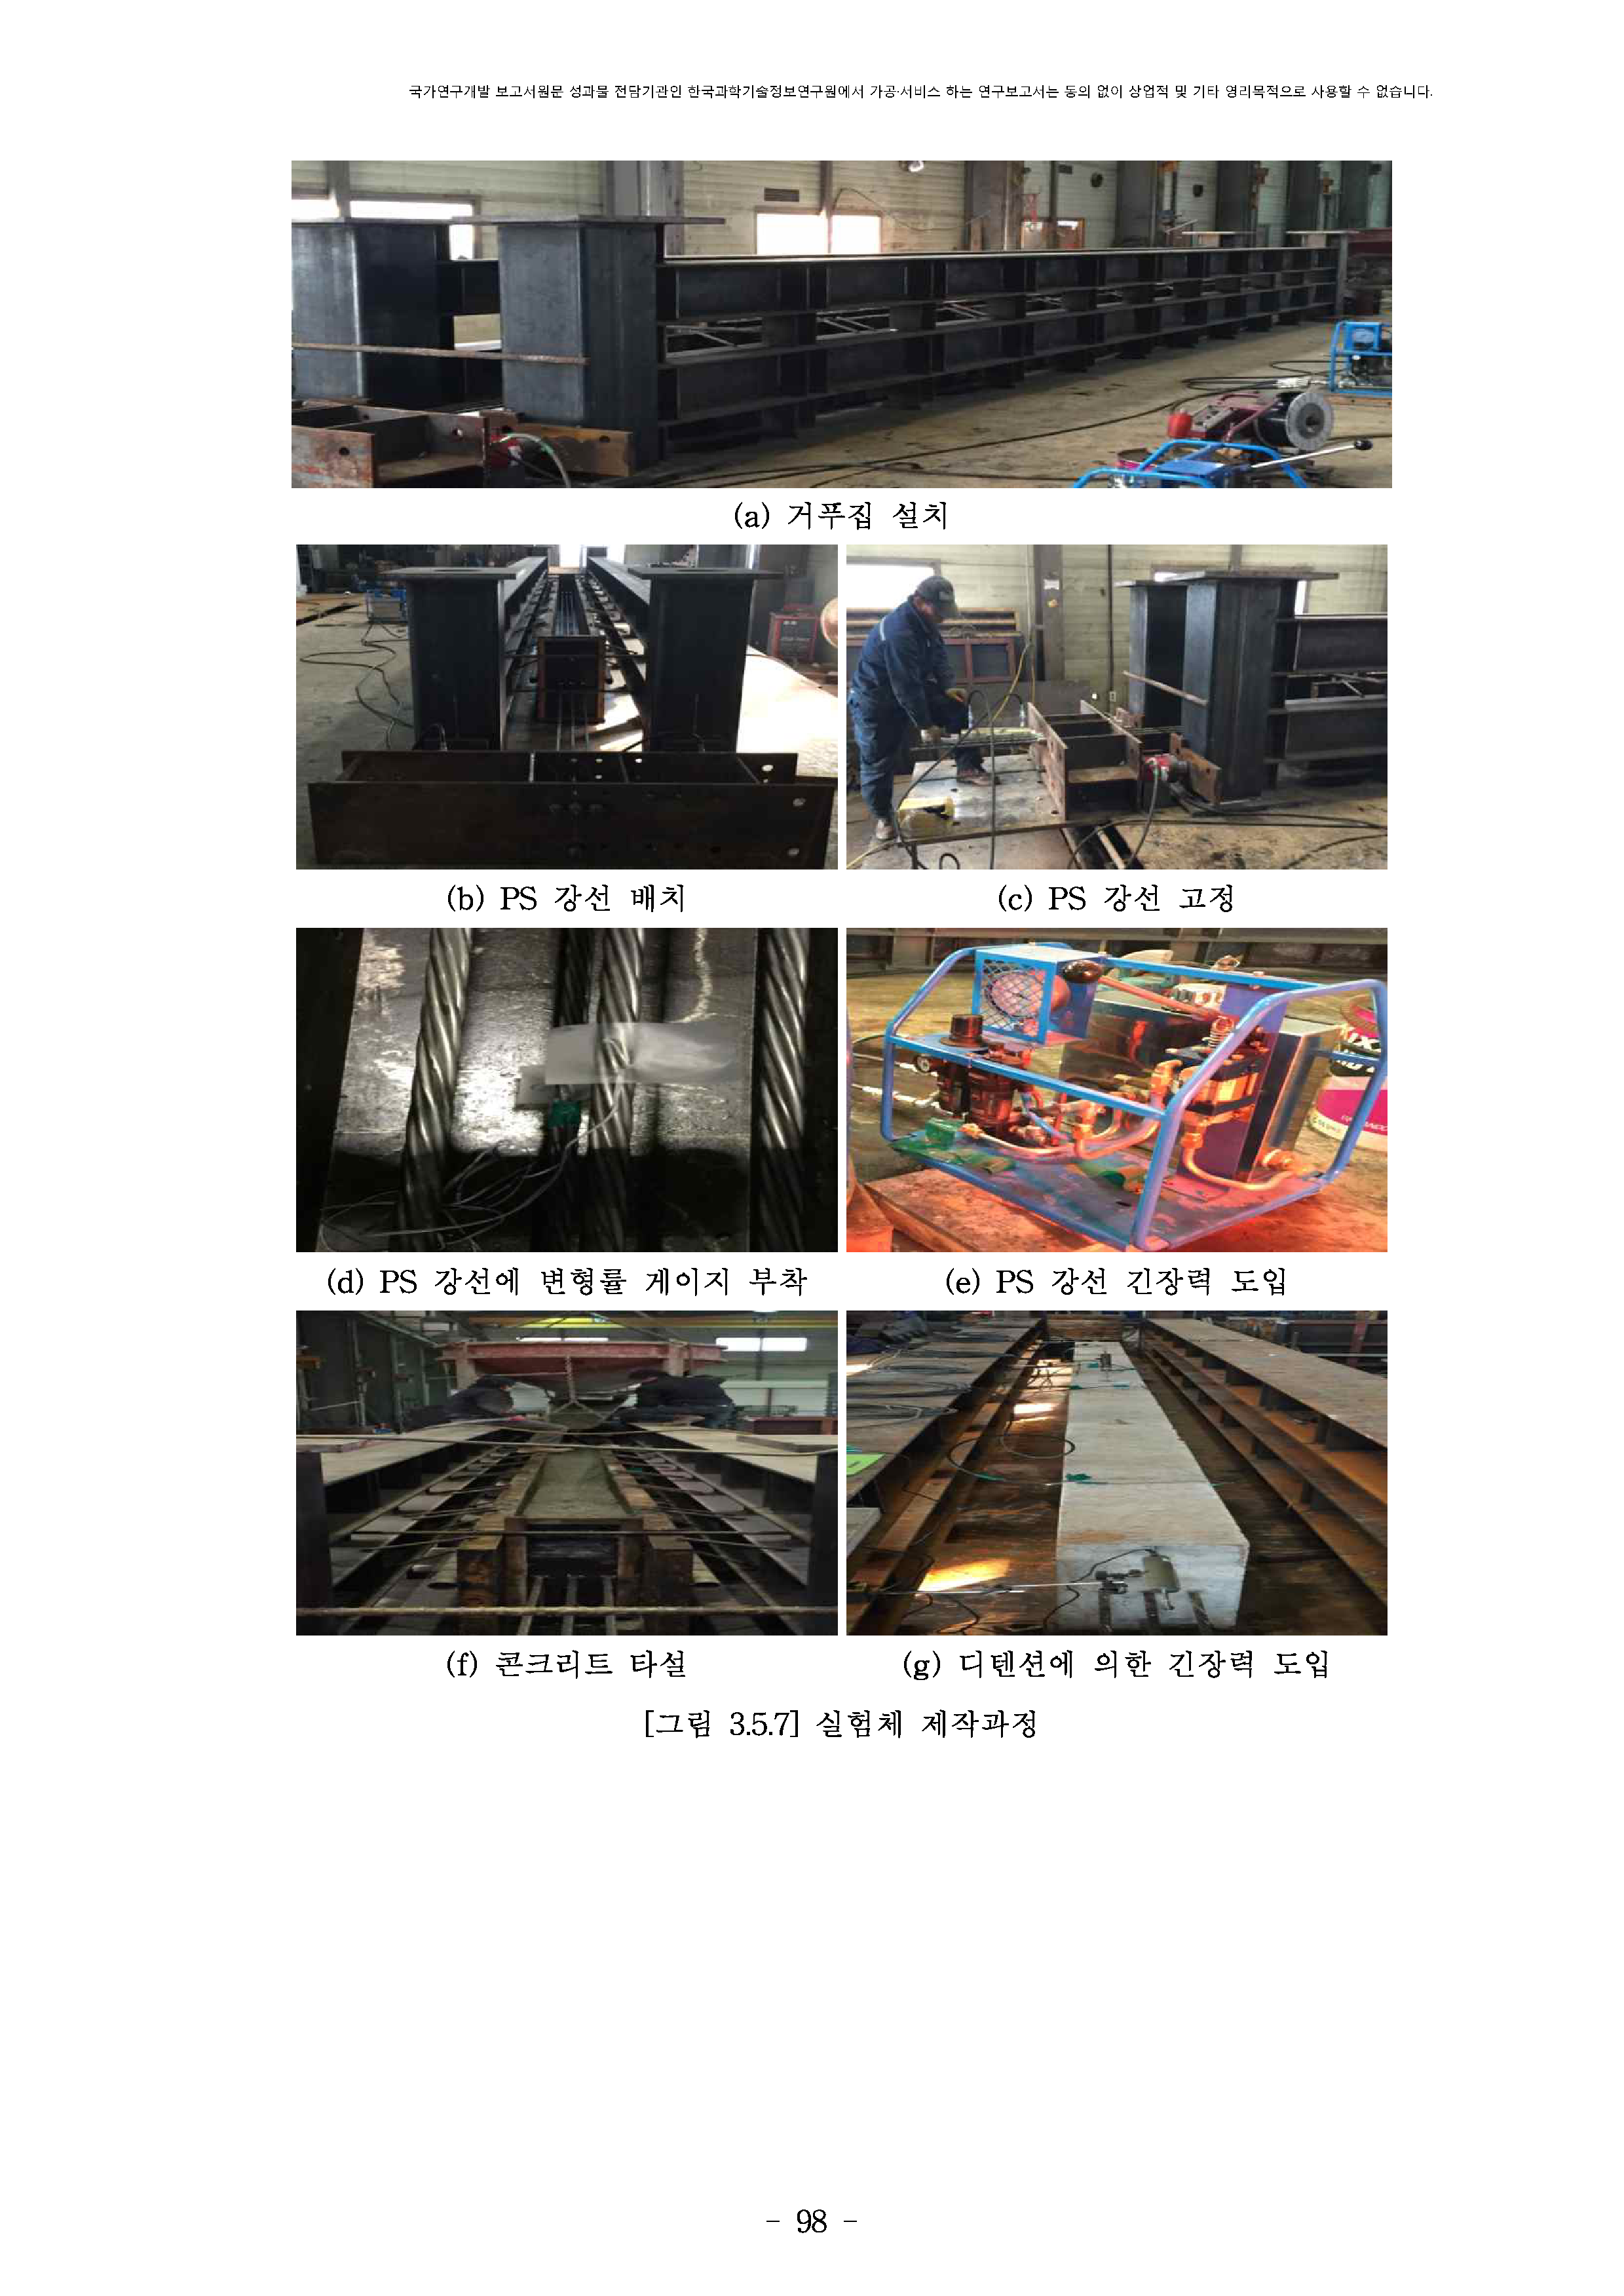 국가연구개발 보고서원문 성과물 전담기관인 한국과학기술정보연구원에서 가공·서비스 하는 연구보고서는 동의 없이 상업적 및 기타 영리목적으로 사용할 수 없습니다.
(a) 거푸집 설치
(b) PS 강선 배치
(c) PS 강선 고정
(d) PS 강선에 변형률 게이지 부착
(e) PS 강선 긴장력 도입
(f) 콘크리트 타설
(g) 디텐션에 의한 긴장력 도입
[그림 3.5.7] 실험체 제작과정
- 98 -